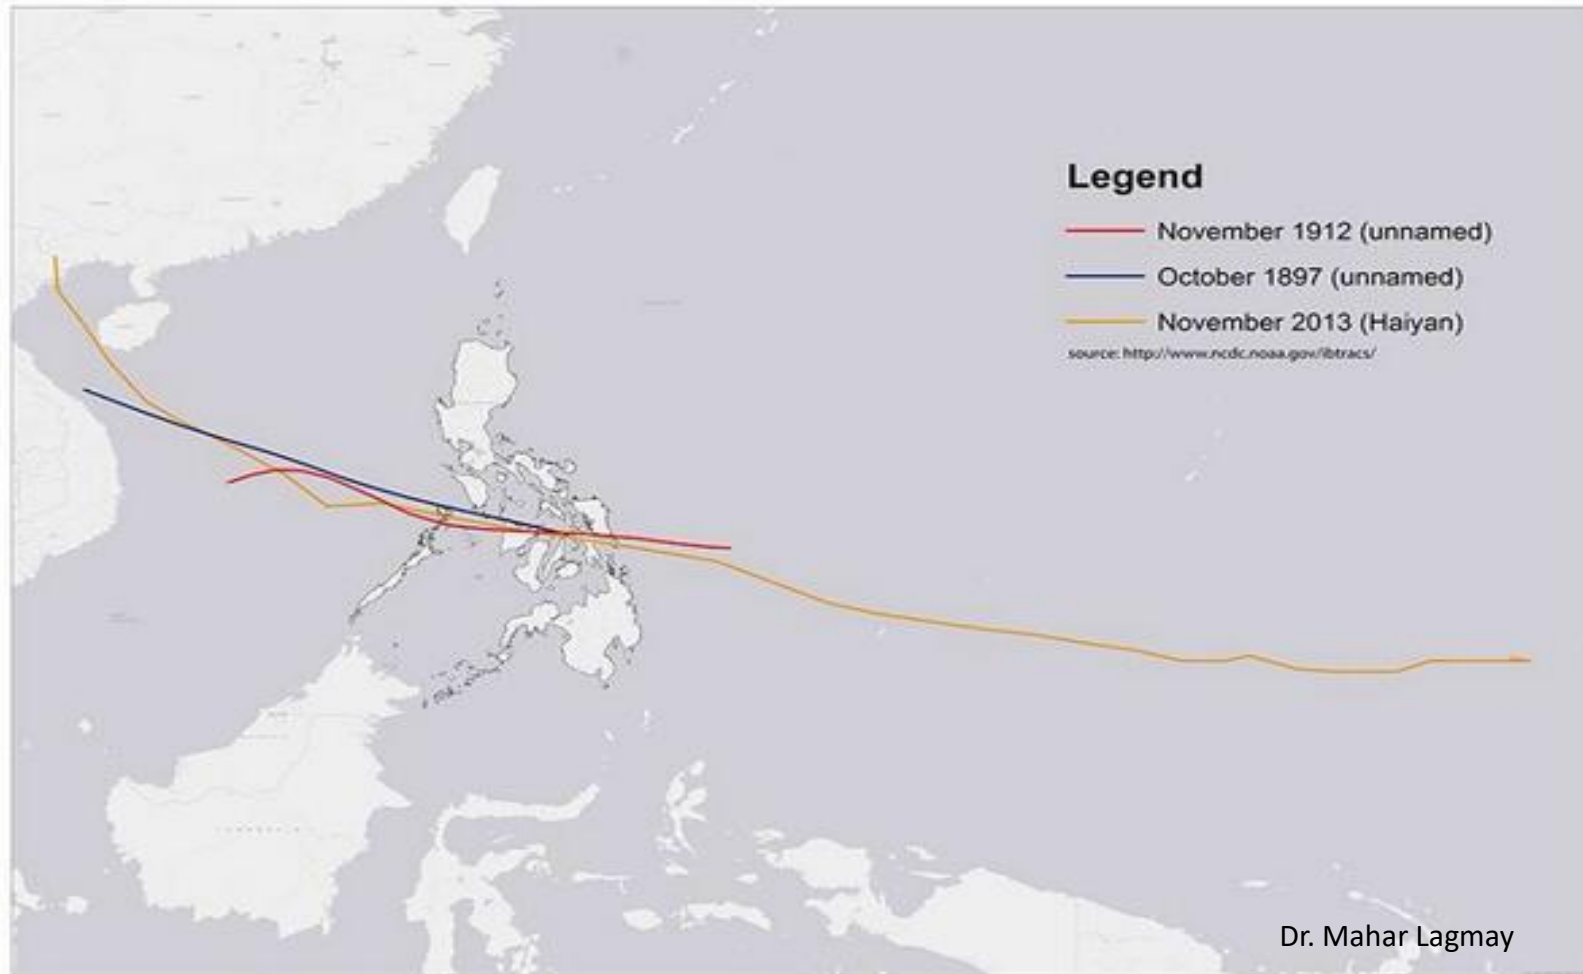 Legend
November 1912 (unnamed)
October 1897 (unnamed)
November 2013 (Haiyan)
source: http://www.ncdc.noaa.gov/ibtracs/
Dr. Mahar Lagmay